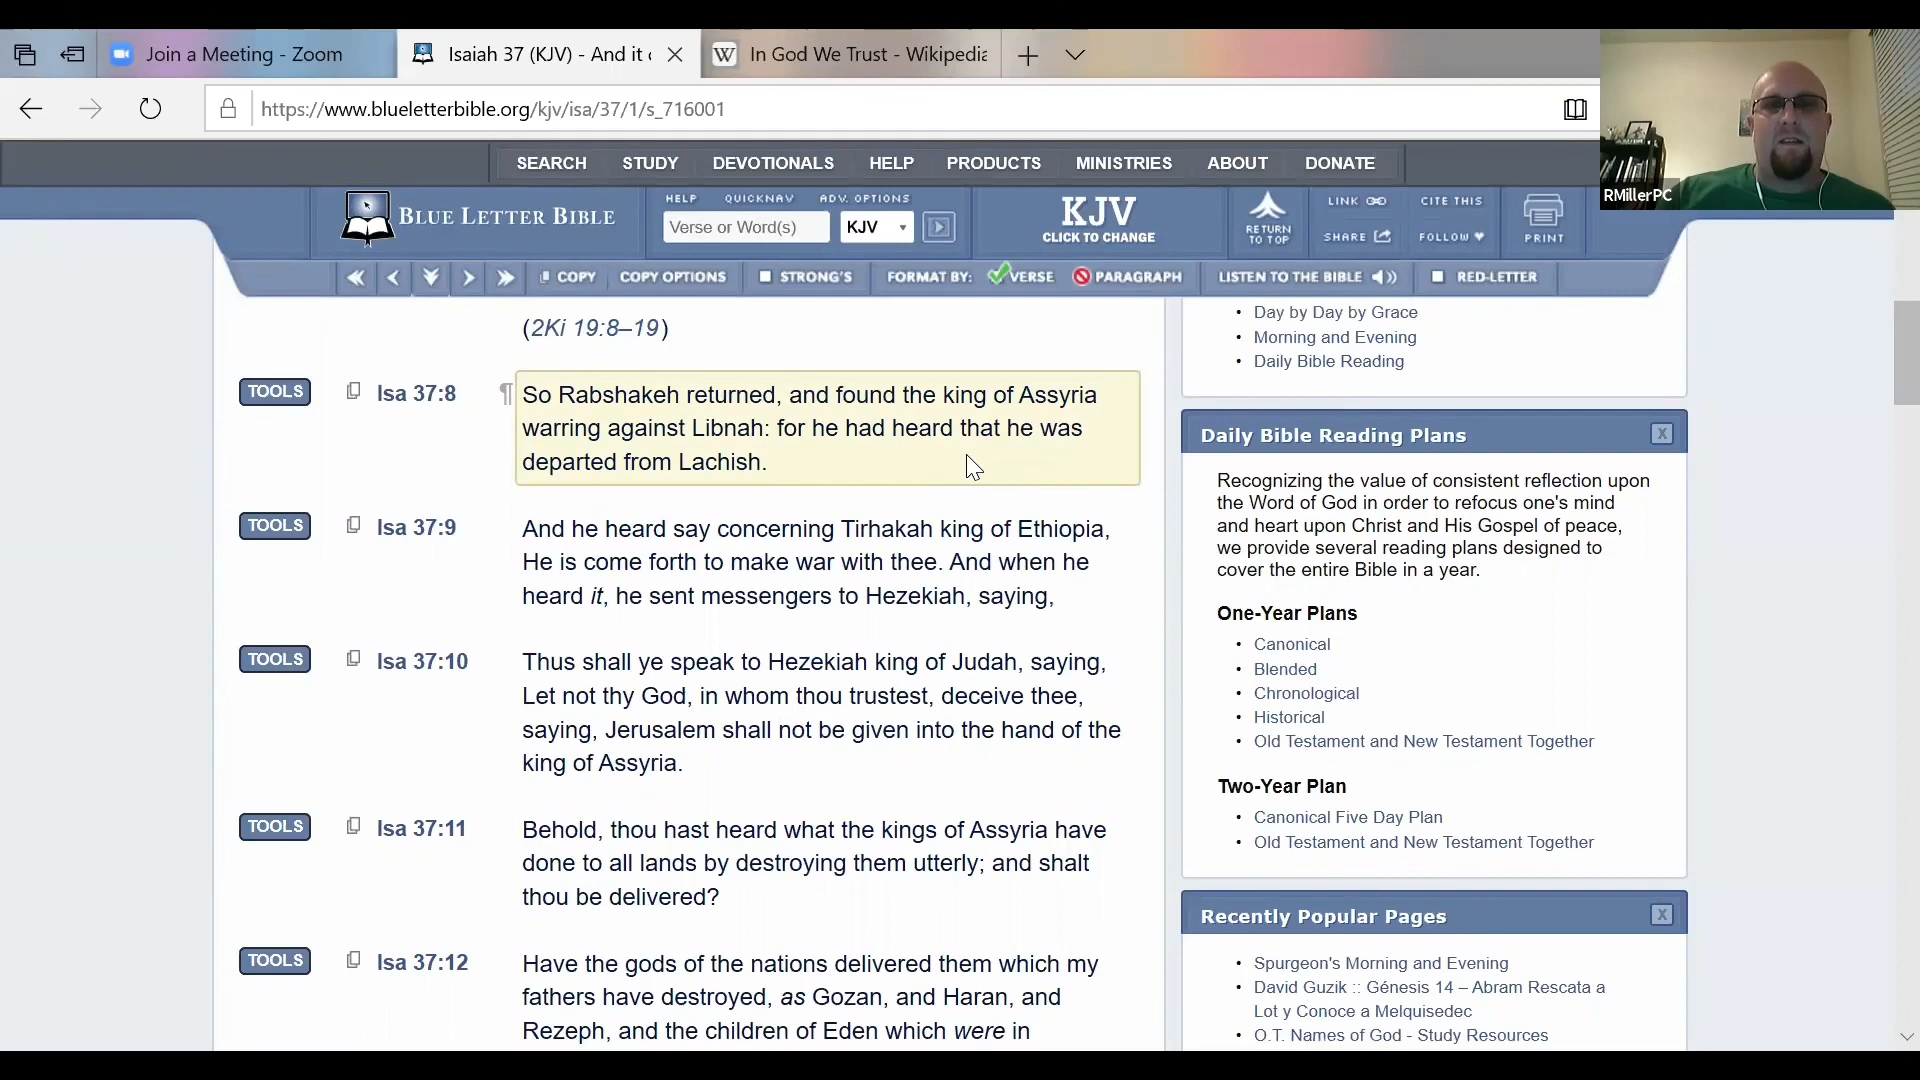 Join a Meeting - Zoom
Isaiah 37 (KJV) - And it c
In God We Trust - Wikipedia
https://www.blueletterbible.org/kjv/isa/37/1/s_716001
RMillerPC
SEARCH STUDY DEVOTIONALS HELP PRODUCTS MINISTRIES ABOUT DONATE
BLUE LETTER BIBLE
HELP QUICKNAV ADV. OPTIONS
Verse or Word(s) KJV
KJV
CLICK TO CHANGE
RETURN
TO TOP
LINK CITE THIS
SHARE FOLLOW
PRINT
COPY COPY OPTIONS STRONG'S FORMAT BY: VERSE PARAGRAPH LISTEN TO THE BIBLE RED-LETTER
(2Ki 19:8–19)
TOOLS Isa 37:8 ¶ So Rabshakeh returned, and found the king of Assyria
warring against Libnah: for he had heard that he was
departed from Lachish.
TOOLS Isa 37:9 And he heard say concerning Tirhakah king of Ethiopia,
He is come forth to make war with thee. And when he
heard it, he sent messengers to Hezekiah, saying,
TOOLS Isa 37:10 Thus shall ye speak to Hezekiah king of Judah, saying,
Let not thy God, in whom thou trustest, deceive thee,
saying, Jerusalem shall not be given into the hand of the
king of Assyria.
TOOLS Isa 37:11 Behold, thou hast heard what the kings of Assyria have
done to all lands by destroying them utterly; and shalt
thou be delivered?
TOOLS Isa 37:12 Have the gods of the nations delivered them which my
fathers have destroyed, as Gozan, and Haran, and
Rezeph, and the children of Eden which were in
• Day by Day by Grace
• Morning and Evening
• Daily Bible Reading
Daily Bible Reading Plans X
Recognizing the value of consistent reflection upon
the Word of God in order to refocus one's mind
and heart upon Christ and His Gospel of peace,
we provide several reading plans designed to
cover the entire Bible in a year.
One-Year Plans
• Canonical
• Blended
• Chronological
• Historical
• Old Testament and New Testament Together
Two-Year Plan
• Canonical Five Day Plan
• Old Testament and New Testament Together
Recently Popular Pages X
• Spurgeon's Morning and Evening
• David Guzik :: Génesis 14 – Abram Rescata a
Lot y Conoce a Melquisedec
• O.T. Names of God - Study Resources